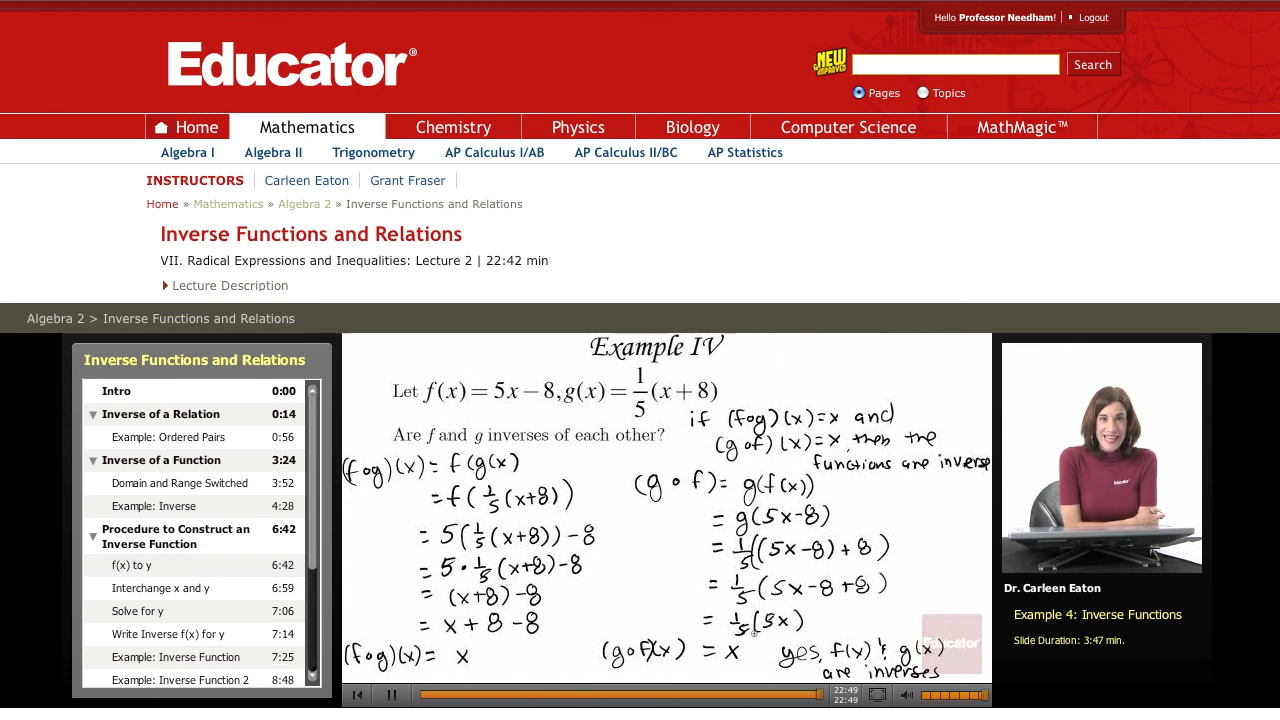 Hello Professor Needham! | Logout
Educator®
NEW
& IMPROVED
Search
Pages Topics
Home Mathematics Chemistry Physics Biology Computer Science MathMagic™
Algebra I Algebra II Trigonometry AP Calculus I/AB AP Calculus II/BC AP Statistics
INSTRUCTORS Carleen Eaton Grant Fraser
Home » Mathematics » Algebra 2 » Inverse Functions and Relations
Inverse Functions and Relations
VII. Radical Expressions and Inequalities: Lecture 2 | 22:42 min
Lecture Description
Algebra 2 > Inverse Functions and Relations
Inverse Functions and Relations
Intro 0:00
Inverse of a Relation 0:14
Example: Ordered Pairs 0:56
Inverse of a Function 3:24
Domain and Range Switched 3:52
Example: Inverse 4:28
Procedure to Construct an
Inverse Function 6:42
f(x) to y 6:42
Interchange x and y 6:59
Solve for y 7:06
Write Inverse f(x) for y 7:14
Example: Inverse Function 7:25
Example: Inverse Function 2 8:48
Example IV
Let f(x) = 5x − 8, g(x) = 1/5 (x + 8)
Are f and g inverses of each other?
if (fog)(x) = x and
(gof)(x) = x, then the
functions are inverse
(fog)(x) = f(g(x)
= f(1/5(x+8))
= 5(1/5(x+8)) - 8
= 5 · 1/5(x+8) - 8
= (x+8) - 8
= x + 8 - 8
(fog)(x) = x
(g o f) = g(f(x))
= g(5x-8)
= 1/5((5x-8)+8)
= 1/5(5x-8+8)
= 1/5(5x)
(gof)(x) = x
yes, f(x) & g(x)
are inverses
Educator
22:49
22:49
Educator
Dr. Carleen Eaton
Example 4: Inverse Functions
Slide Duration: 3:47 min.